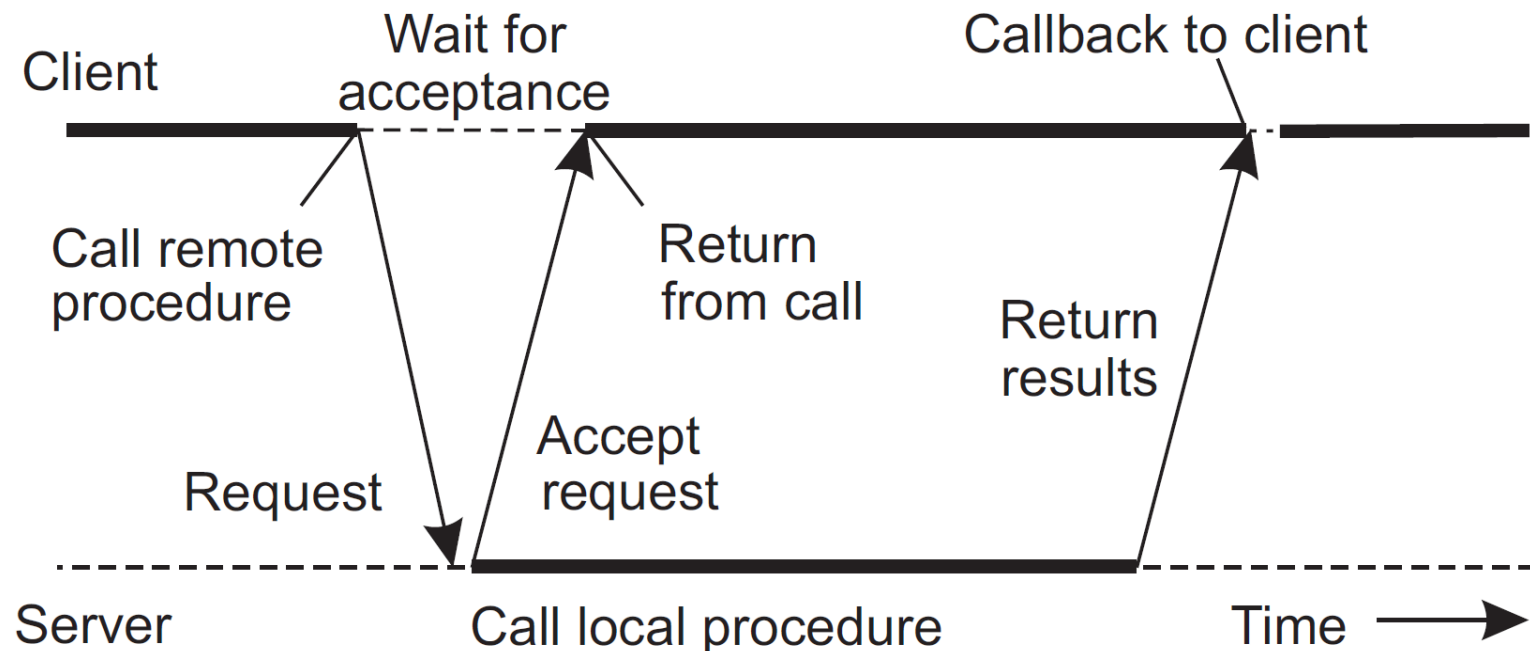 Client
Wait for
acceptance
Callback to client
Call remote
procedure
Return
from call
Return
results
Accept
request
Request
Server
Call local procedure
Time